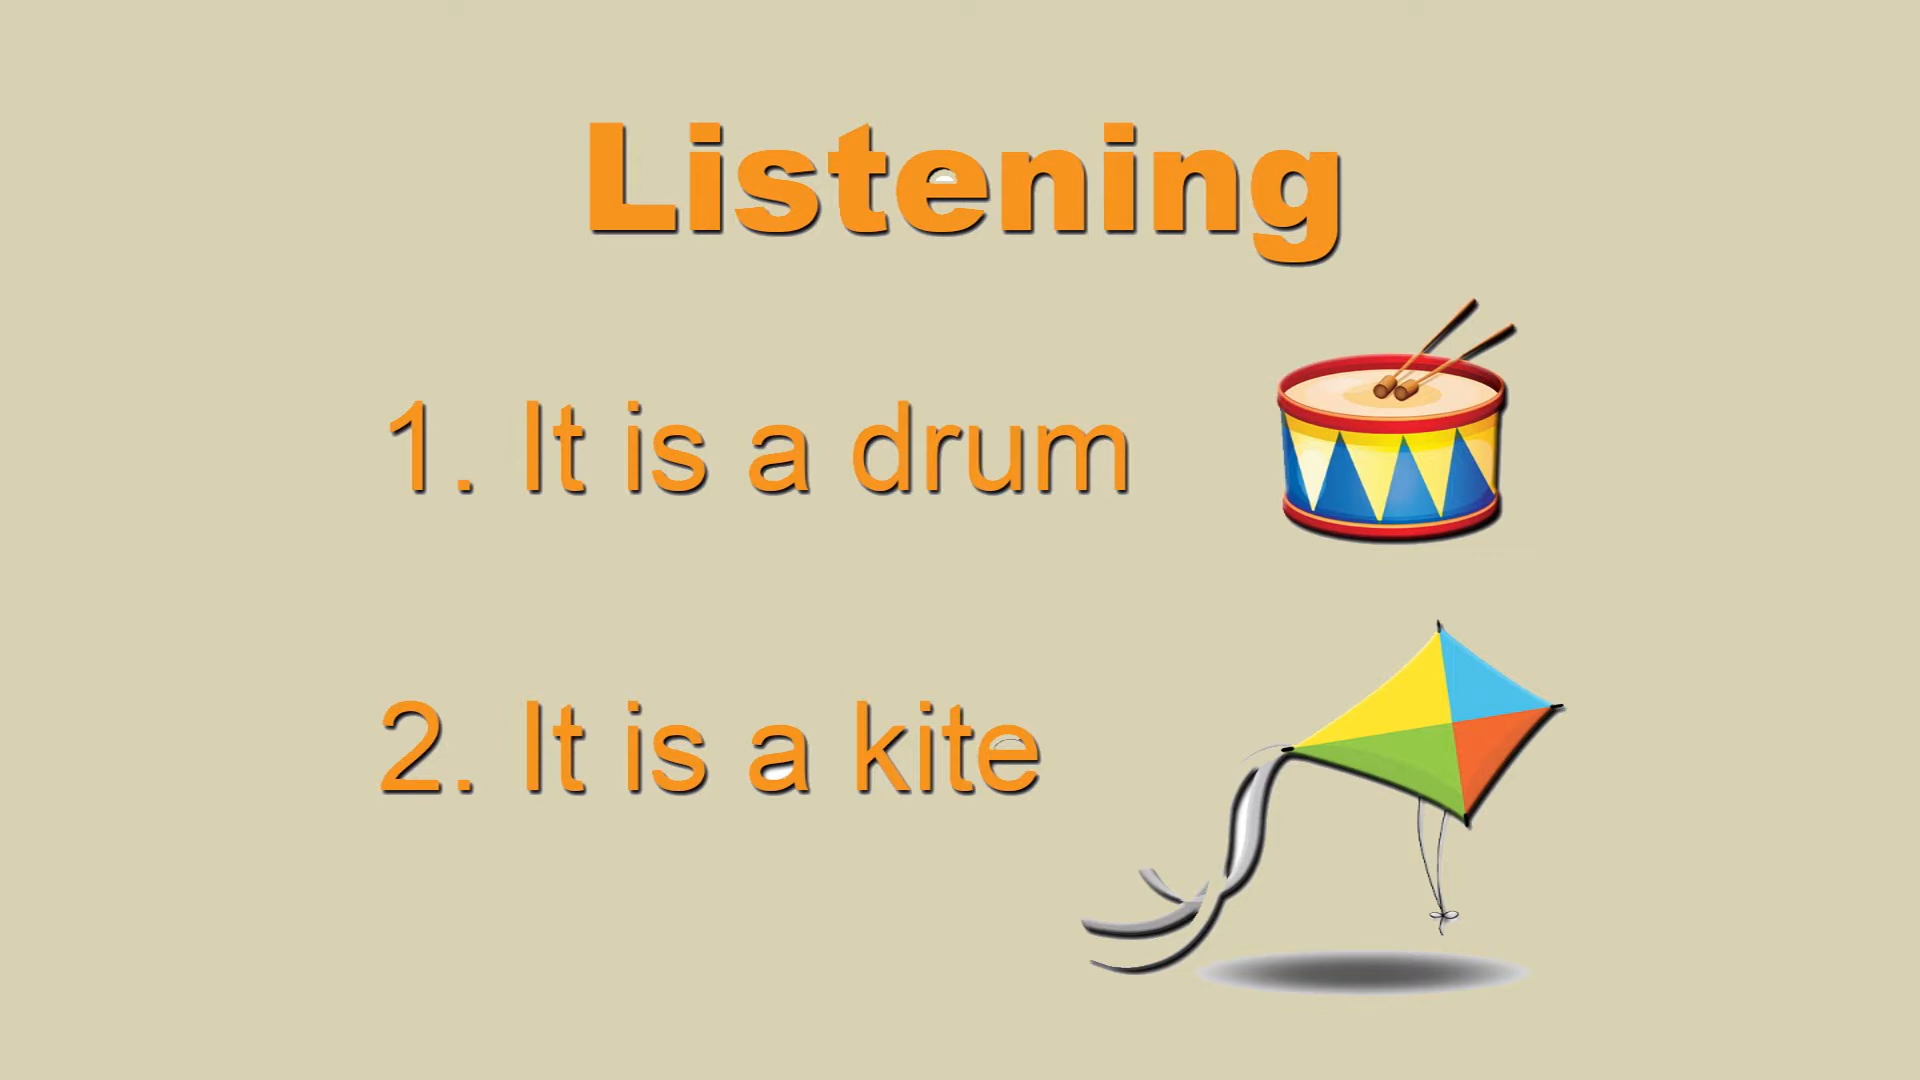 Listening
1. It is a drum
2. It is a kite